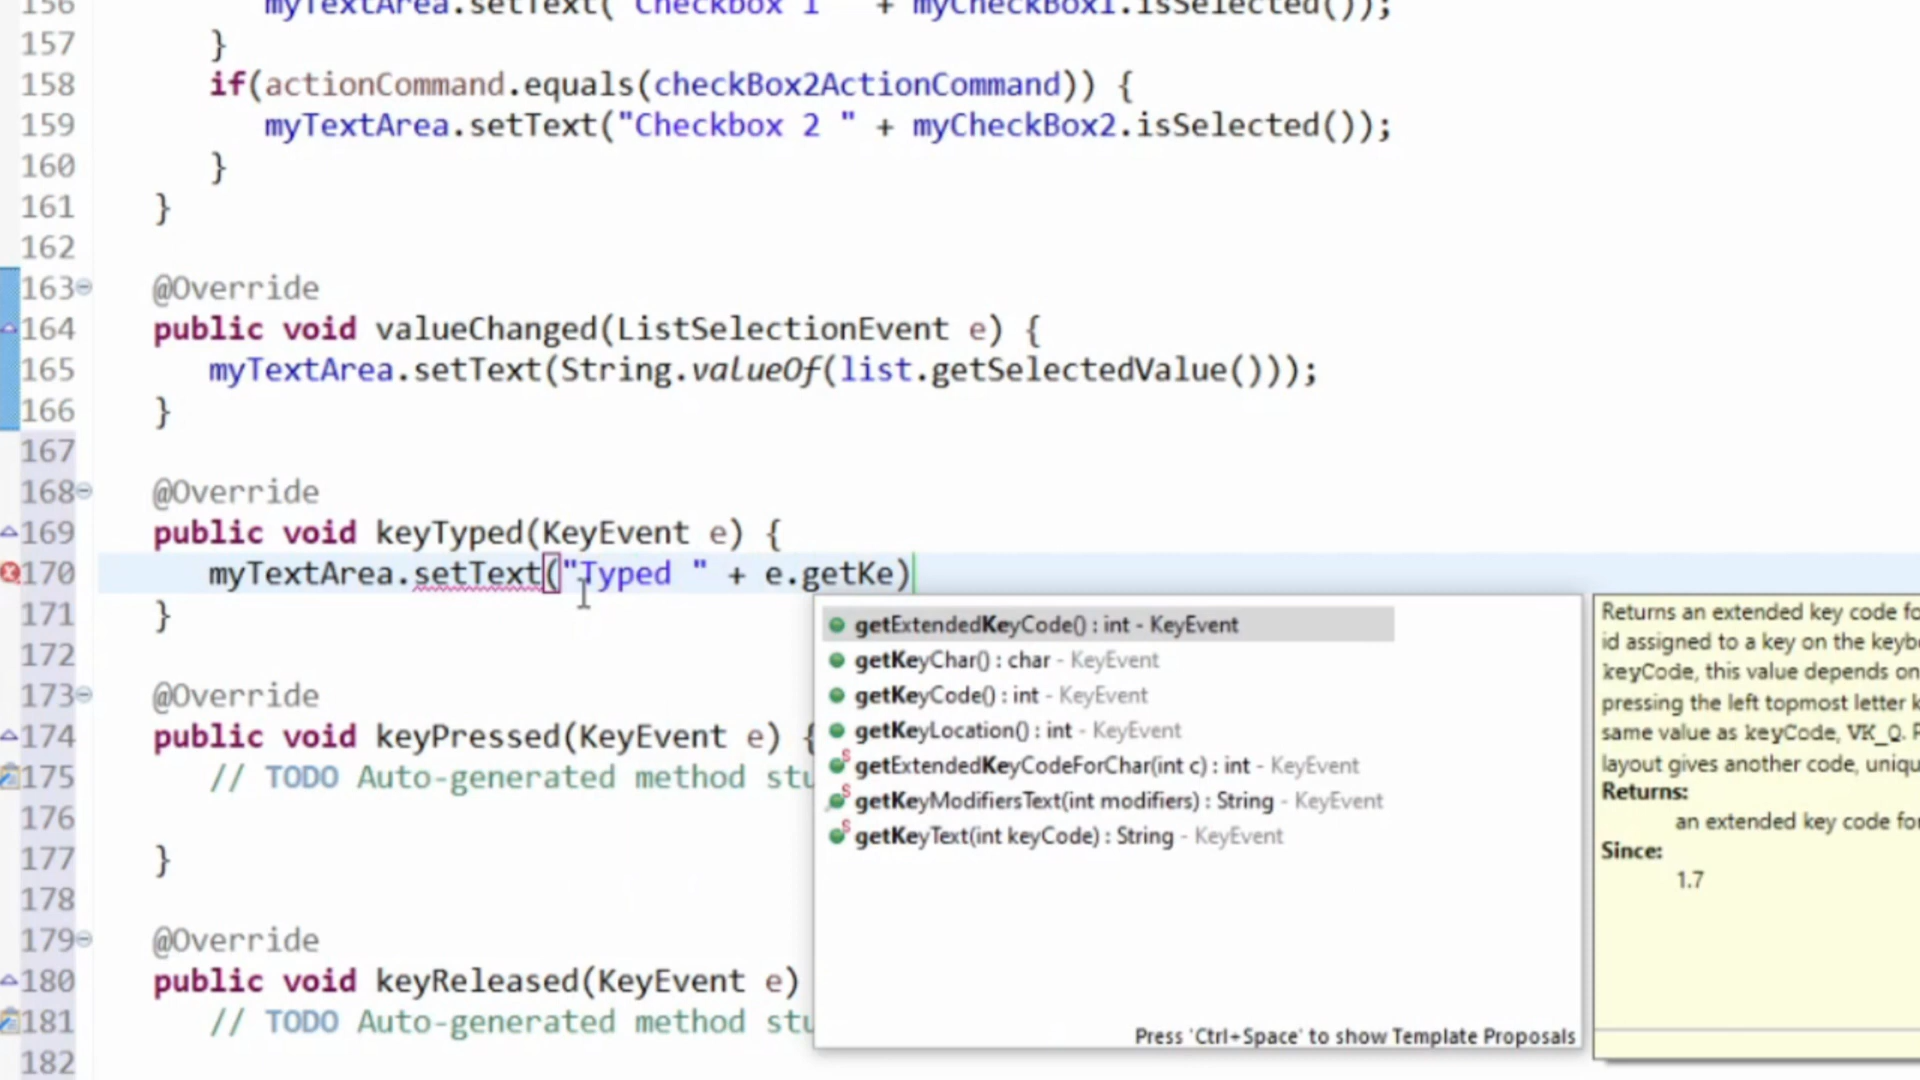 156 myTextArea.setText("Checkbox 1 " + myCheckBox1.isSelected());
157 }
158 if(actionCommand.equals(checkBox2ActionCommand)) {
159 myTextArea.setText("Checkbox 2 " + myCheckBox2.isSelected());
160 }
161 }
162
163 @Override
164 public void valueChanged(ListSelectionEvent e) {
165 myTextArea.setText(String.valueOf(list.getSelectedValue()));
166 }
167
168 @Override
169 public void keyTyped(KeyEvent e) {
170 myTextArea.setText("Typed " + e.getKe)
171 }
172
173 @Override
174 public void keyPressed(KeyEvent e) {
175 // TODO Auto-generated method stu
176
177 }
178
179 @Override
180 public void keyReleased(KeyEvent e)
181 // TODO Auto-generated method stu
182
getExtendedKeyCode() : int - KeyEvent
getKeyChar() : char - KeyEvent
getKeyCode() : int - KeyEvent
getKeyLocation() : int - KeyEvent
getExtendedKeyCodeForChar(int c) : int - KeyEvent
getKeyModifiersText(int modifiers) : String - KeyEvent
getKeyText(int keyCode) : String - KeyEvent
Press 'Ctrl+Space' to show Template Proposals
Returns an extended key code fo
id assigned to a key on the keyb
keyCode, this value depends on
pressing the left topmost letter k
same value as keyCode, VK_Q. F
layout gives another code, uniqu
Returns:
an extended key code for
Since:
1.7